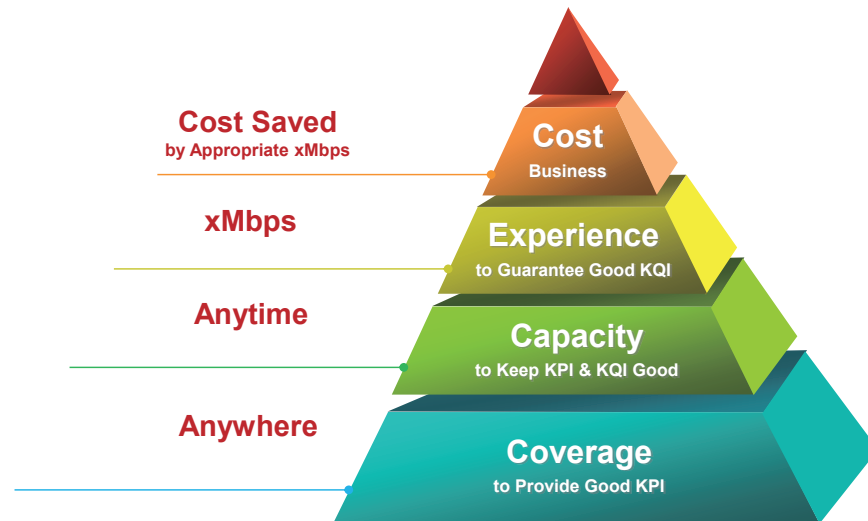 Cost Saved
by Appropriate xMbps
Cost
Business
xMbps
Experience
to Guarantee Good KQI
Anytime
Capacity
to Keep KPI & KQI Good
Anywhere
Coverage
to Provide Good KPI